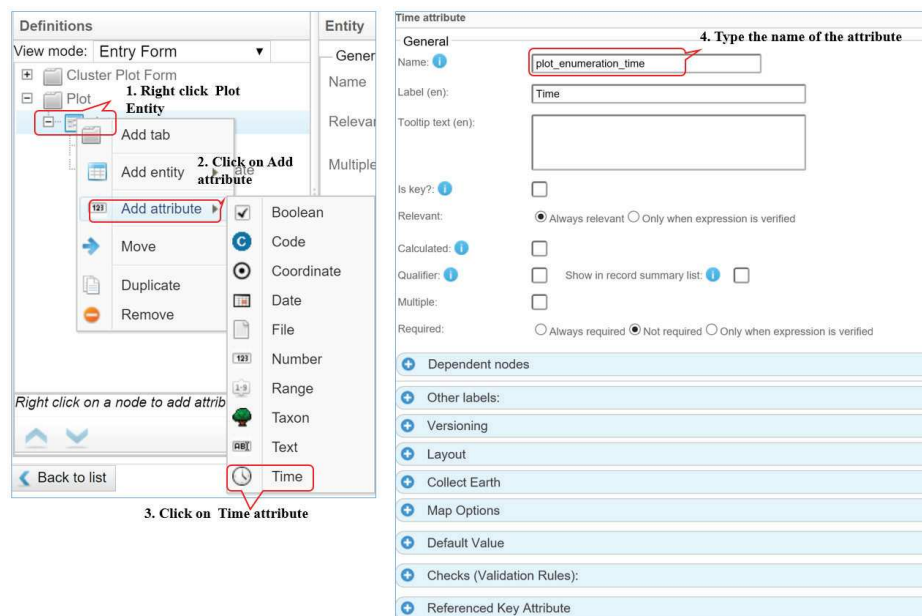 Definitions
View mode: Entry Form
Cluster Plot Form
Plot
1. Right click Plot
Entity
Add tab
Add entity
2. Click on Add
attribute
Add attribute
Move
Duplicate
Remove
Boolean
Code
Coordinate
Date
File
Number
Range
Taxon
Text
Time
Right click on a node to add attrib
Back to list
3. Click on Time attribute
Entity
Gener
Name
Relevar
Multiple
Time attribute
General
4. Type the name of the attribute
Name: plot_enumeration_time
Label (en): Time
Tooltip text (en):
Is key?:
Relevant: Always relevant Only when expression is verified
Calculated:
Qualifier: Show in record summary list:
Multiple:
Required: Always required Not required Only when expression is verified
Dependent nodes
Other labels:
Versioning
Layout
Collect Earth
Map Options
Default Value
Checks (Validation Rules):
Referenced Key Attribute